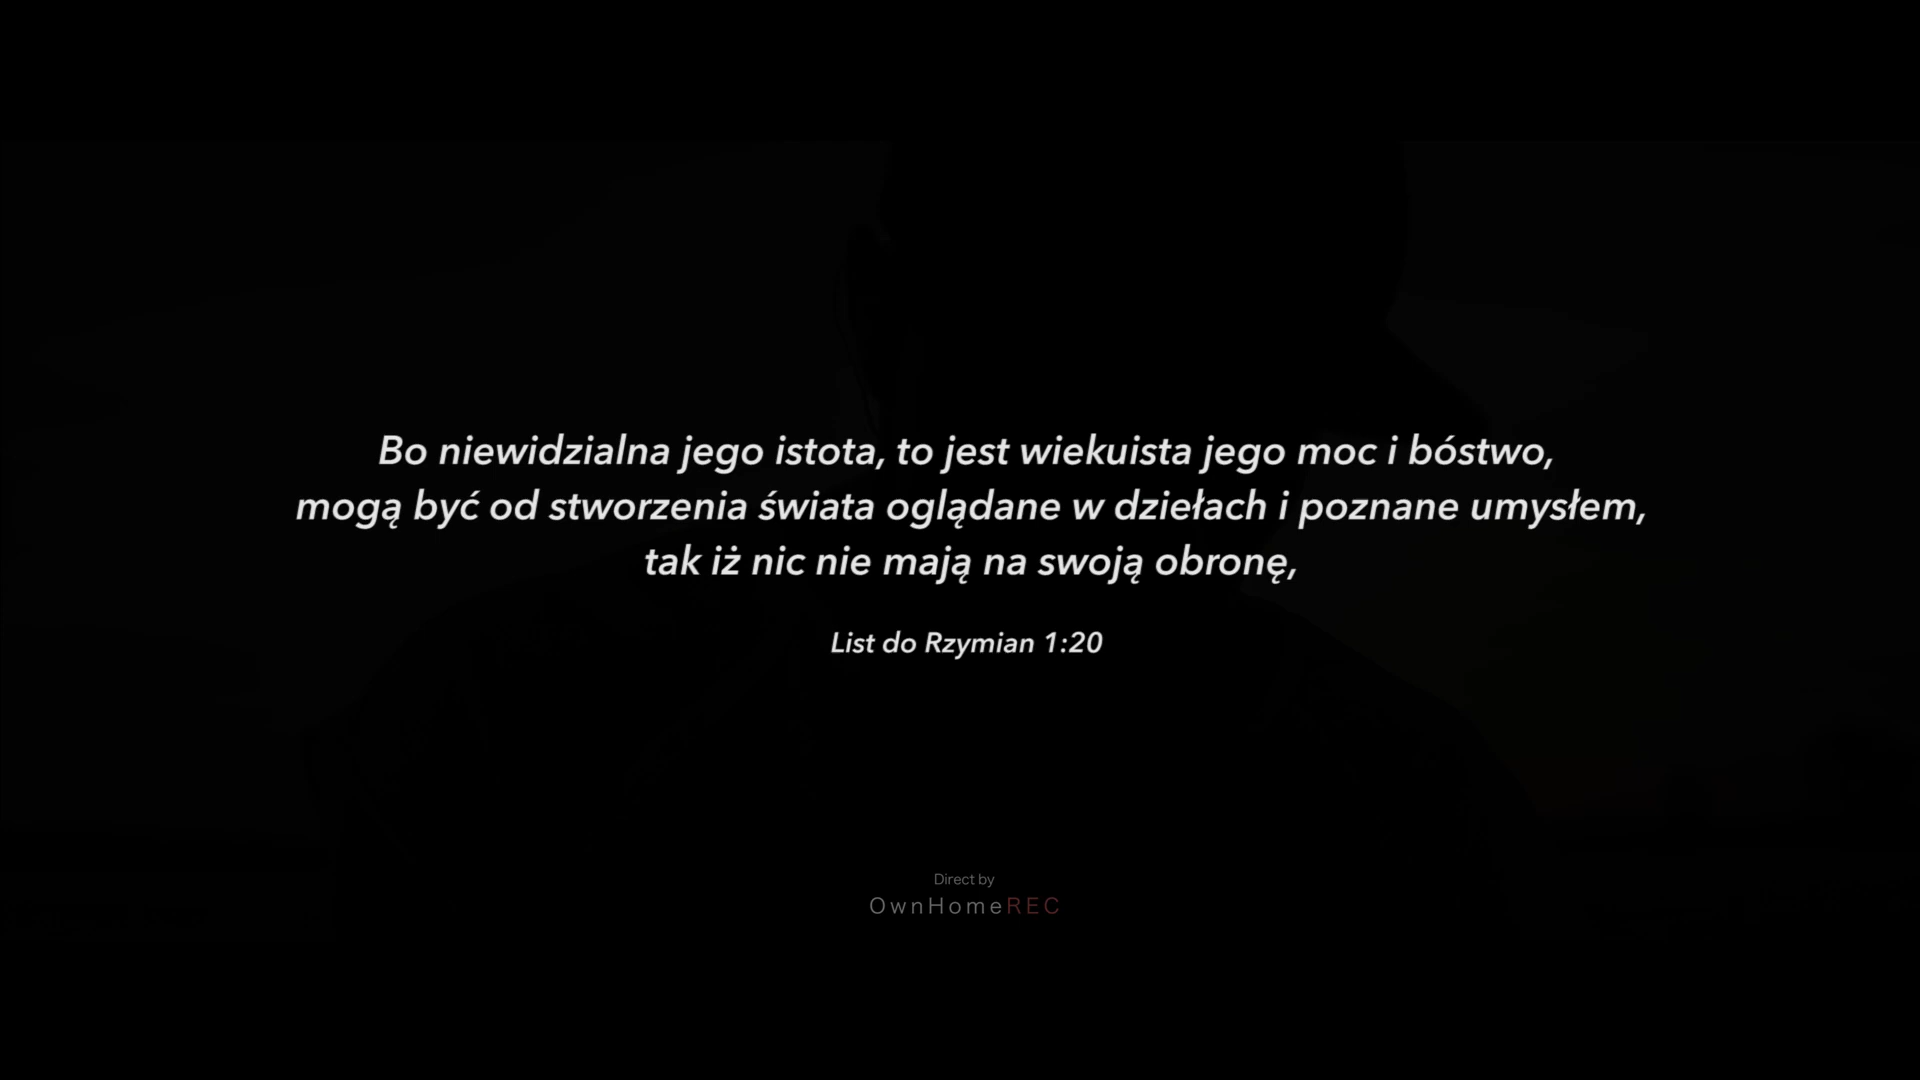 Bo niewidzialna jego istota, to jest wiekuista jego moc i bóstwo,
mogą być od stworzenia świata oglądane w dziełach i poznane umysłem,
tak iż nic nie mają na swoją obronę,
List do Rzymian 1:20
Direct by
OwnHomeREC